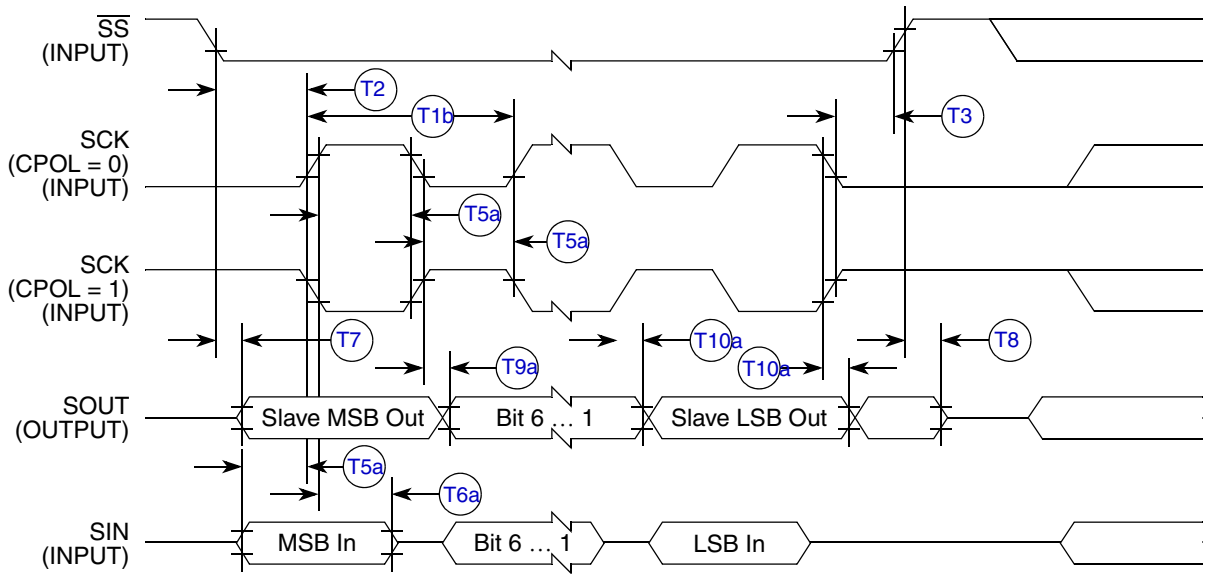 SS
(INPUT)
T2
T1b
T3
SCK
(CPOL = 0)
(INPUT)
T5a
T5a
SCK
(CPOL = 1)
(INPUT)
T7
T9a
T10a
T10a
T8
SOUT
(OUTPUT)
Slave MSB Out
Bit 6 … 1
Slave LSB Out
T5a
T6a
SIN
(INPUT)
MSB In
Bit 6 … 1
LSB In